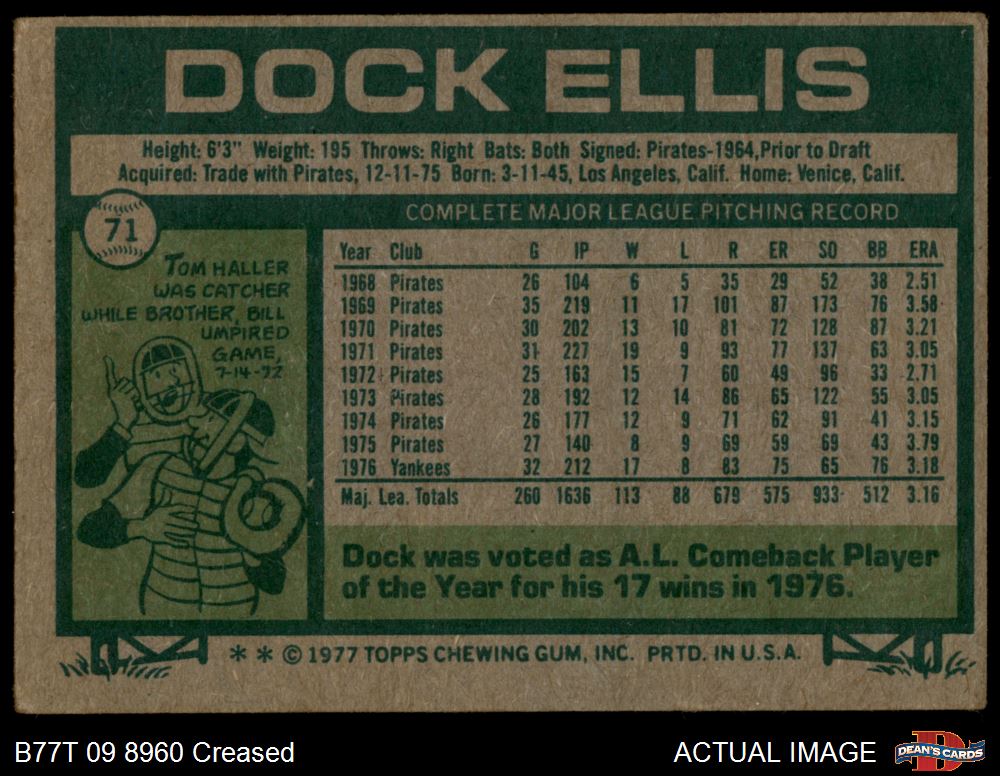 DOCK ELLIS
Height: 6'3" Weight: 195 Throws: Right Bats: Both Signed: Pirates-1964, Prior to Draft
Acquired: Trade with Pirates, 12-11-75 Born: 3-11-45, Los Angeles, Calif. Home: Venice, Calif.
71
TOM HALLER
WAS CATCHER
WHILE BROTHER, BILL
UMPIRED
GAME,
7-14-72
COMPLETE MAJOR LEAGUE PITCHING RECORD
Year Club G IP W L R ER SO BB ERA
1968 Pirates 26 104 6 5 35 29 52 38 2.51
1969 Pirates 35 219 11 17 101 87 173 76 3.58
1970 Pirates 30 202 13 10 81 72 128 87 3.21
1971 Pirates 31 227 19 9 93 77 137 63 3.05
1972 Pirates 25 163 15 7 60 49 96 33 2.71
1973 Pirates 28 192 12 14 86 65 122 55 3.05
1974 Pirates 26 177 12 9 71 62 91 41 3.15
1975 Pirates 27 140 8 9 69 59 69 43 3.79
1976 Yankees 32 212 17 8 83 75 65 76 3.18
Maj. Lea. Totals 260 1636 113 88 679 575 933 512 3.16
Dock was voted as A.L. Comeback Player
of the Year for his 17 wins in 1976.
** © 1977 TOPPS CHEWING GUM, INC. PRTD. IN U.S.A.
B77T 09 8960 Creased
ACTUAL IMAGE
D
DEAN'S CARDS